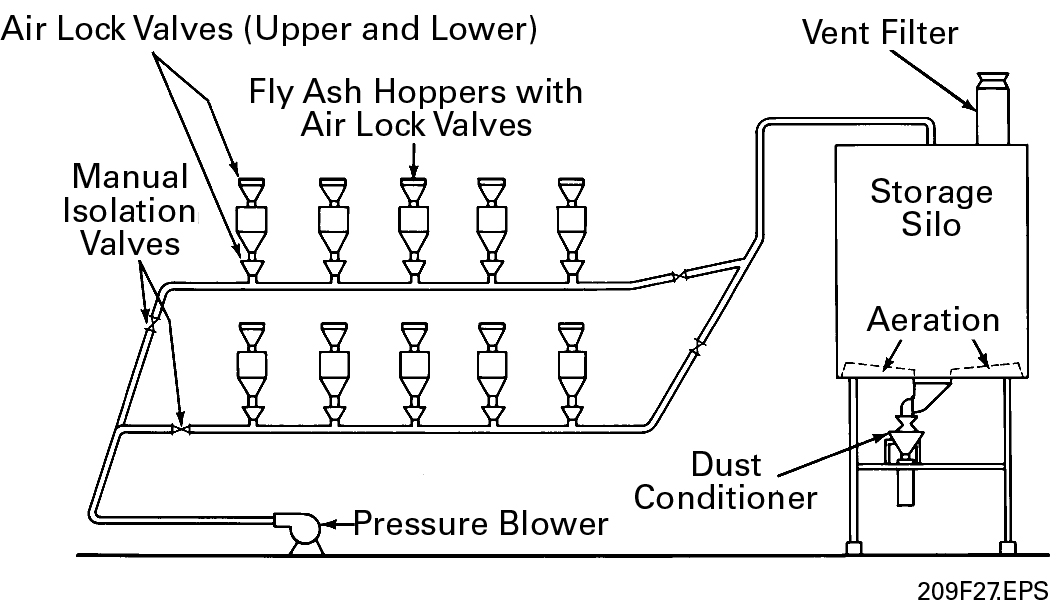 Air Lock Valves (Upper and Lower)
Vent Filter
Fly Ash Hoppers with
Air Lock Valves
Manual
Isolation
Valves
Storage
Silo
Aeration
Dust
Conditioner
Pressure Blower
209F27.EPS